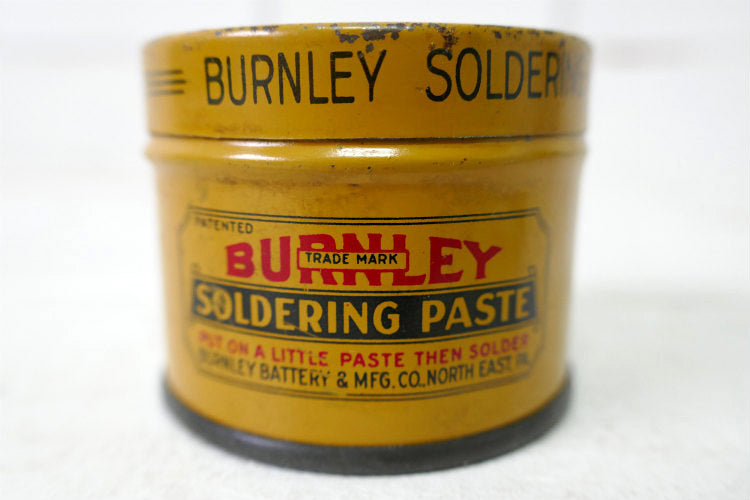 BURNLEY SOLDERING
PATENTED
BURNLEY
TRADE MARK
SOLDERING PASTE
PUT ON A LITTLE PASTE THEN SOLDER
BURNLEY BATTERY & MFG. CO., NORTH EAST, PA.